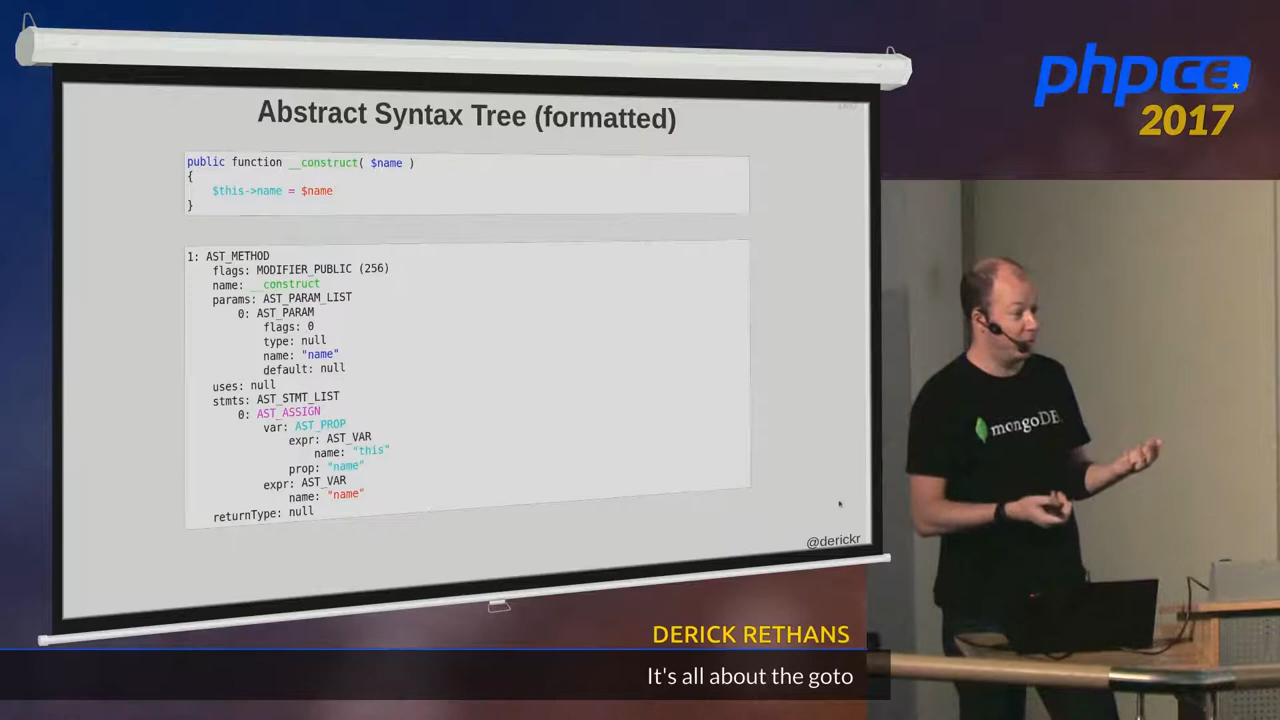 Abstract Syntax Tree (formatted)
public function __construct( $name )
{
    $this->name = $name
}
1: AST_METHOD
    flags: MODIFIER_PUBLIC (256)
    name: __construct
    params: AST_PARAM_LIST
        0: AST_PARAM
            flags: 0
            type: null
            name: "name"
            default: null
    uses: null
    stmts: AST_STMT_LIST
        0: AST_ASSIGN
            var: AST_PROP
                expr: AST_VAR
                    name: "this"
                prop: "name"
            expr: AST_VAR
                name: "name"
    returnType: null
@derickr
phpCE
2017
mongoDB
DERICK RETHANS
It's all about the goto